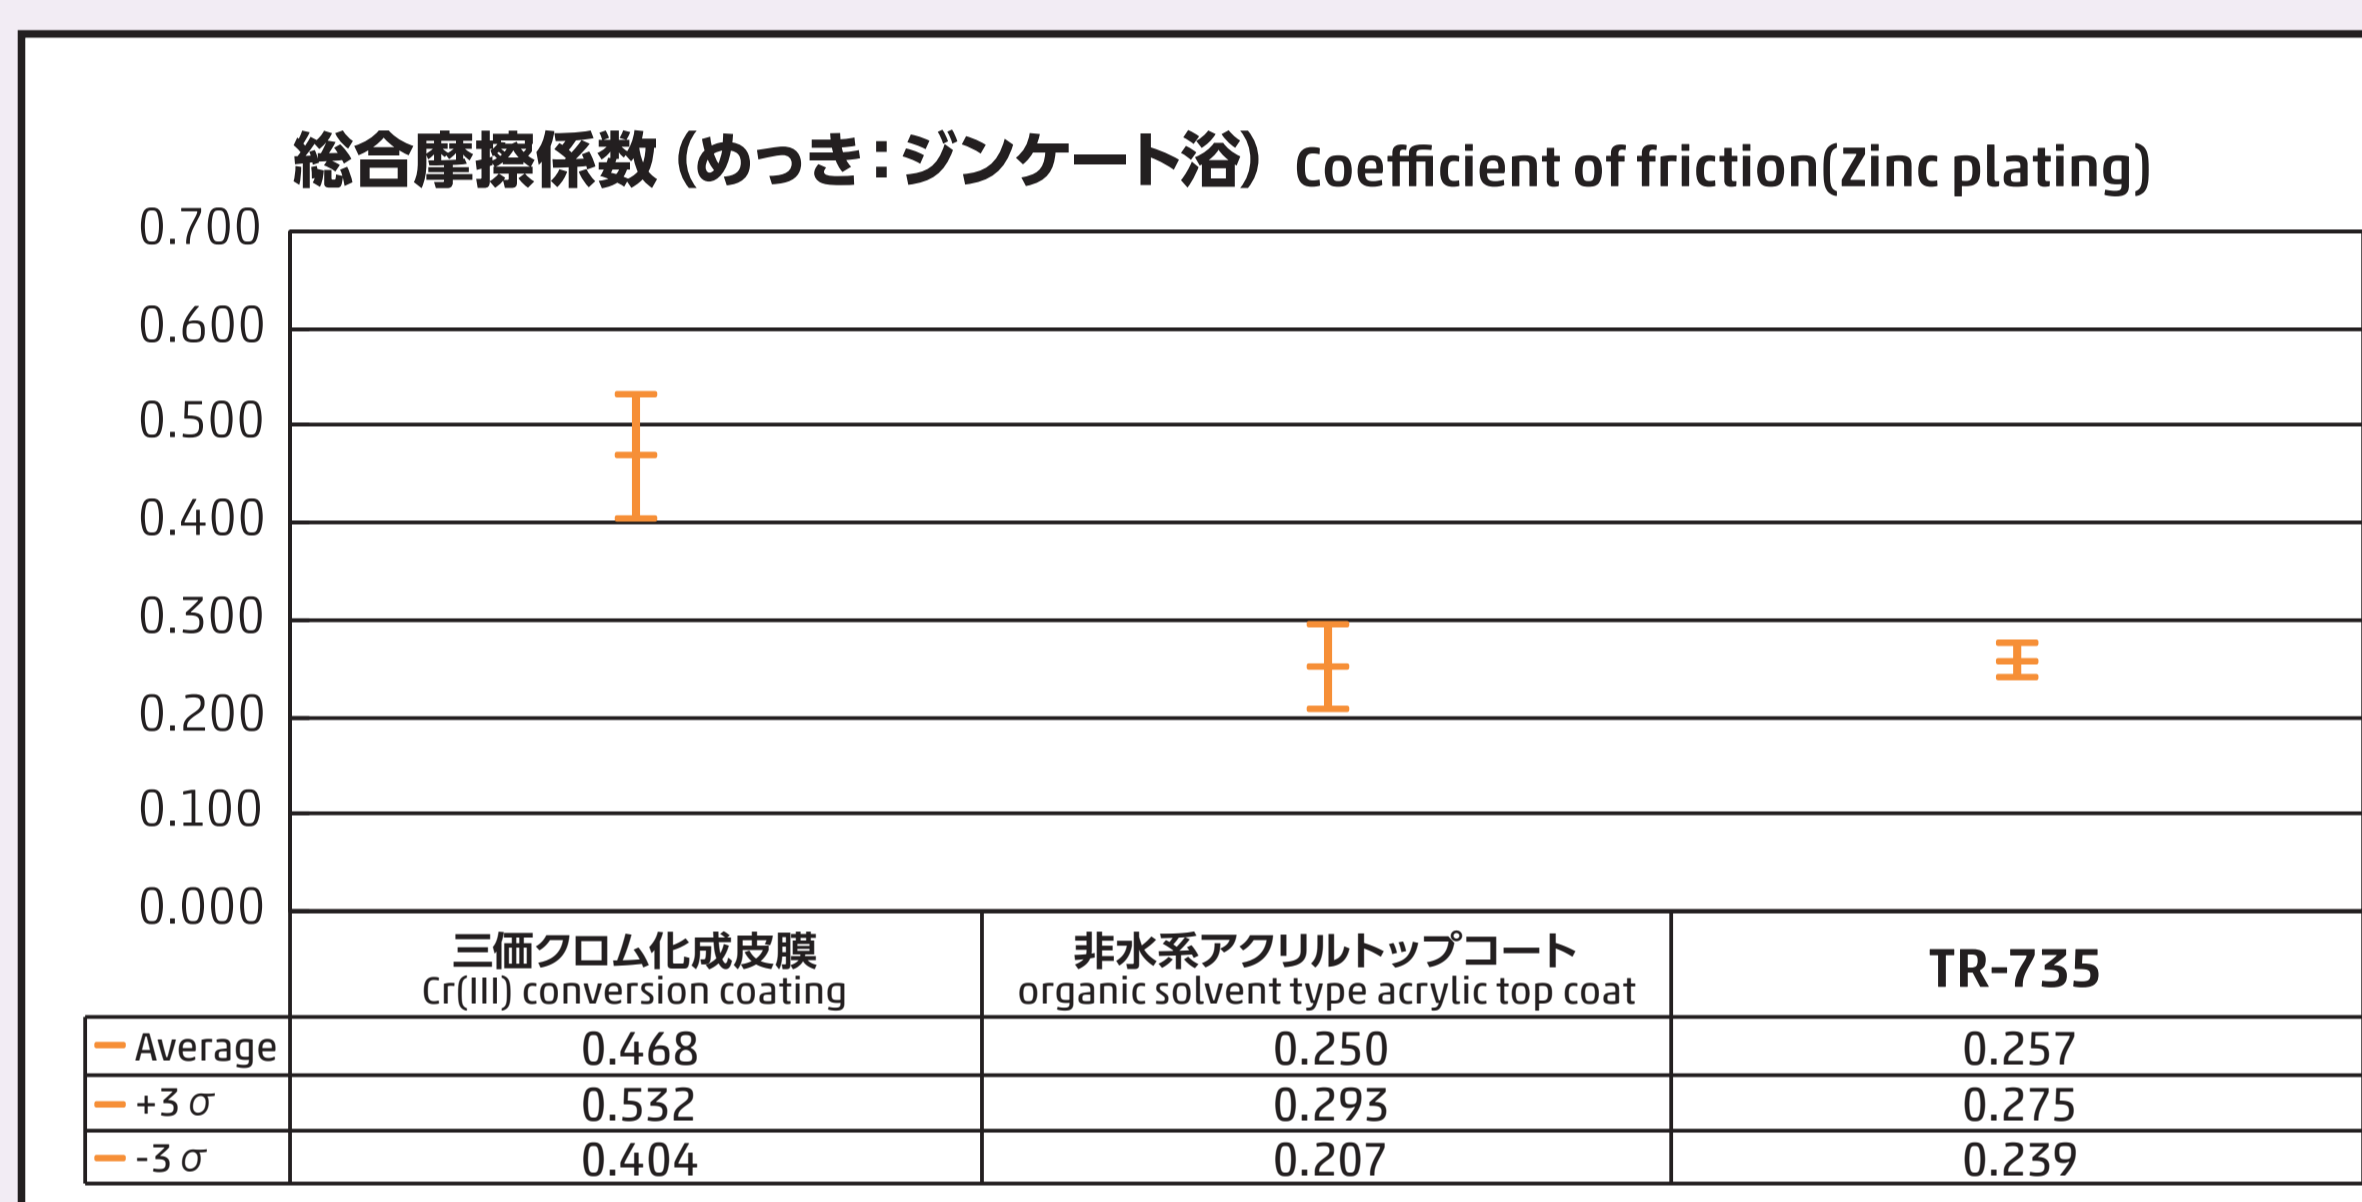 総合摩擦係数（めっき：ジンケート浴） Coefficient of friction(Zinc plating)
0.700
0.600
0.500
0.400
0.300
0.200
0.100
0.000
三価クロム化成皮膜 非水系アクリルトップコート TR-735
Cr(III) conversion coating organic solvent type acrylic top coat
Average 0.468 0.250 0.257
+3σ 0.532 0.293 0.275
-3σ 0.404 0.207 0.239